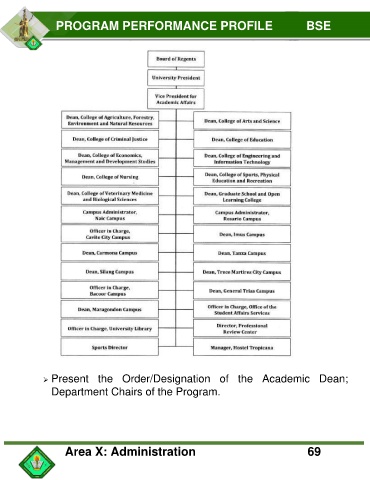 PROGRAM PERFORMANCE PROFILE BSE
Board of Regents
University President
Vice President for
Academic Affairs
Dean, College of Agriculture, Forestry,
Environment and Natural Resources
Dean, College of Arts and Science
Dean, College of Criminal Justice
Dean, College of Education
Dean, College of Economics,
Management and Development Studies
Dean, College of Engineering and
Information Technology
Dean, College of Nursing
Dean, College of Sports, Physical
Education and Recreation
Dean, College of Veterinary Medicine
and Biological Sciences
Dean, Graduate School and Open
Learning College
Campus Administrator,
Naic Campus
Campus Administrator,
Rosario Campus
Officer in Charge,
Cavite City Campus
Dean, Imus Campus
Dean, Carmona Campus
Dean, Tanza Campus
Dean, Silang Campus
Dean, Trece Martires City Campus
Officer in Charge,
Bacoor Campus
Dean, General Trias Campus
Dean, Maragondon Campus
Officer in Charge, Office of the
Student Affairs Services
Officer in Charge, University Library
Director, Professional
Review Center
Sports Director
Manager, Hostel Tropicana
➢ Present the Order/Designation of the Academic Dean;
Department Chairs of the Program.
Area X: Administration 69